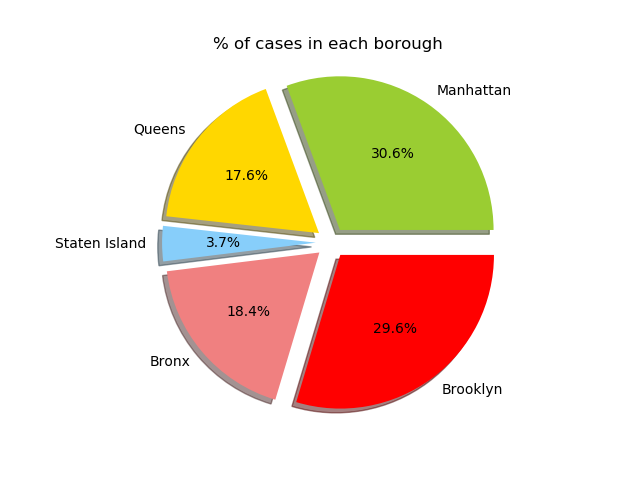 % of cases in each borough
Manhattan
30.6%
Queens
17.6%
Staten Island
3.7%
Bronx
18.4%
Brooklyn
29.6%